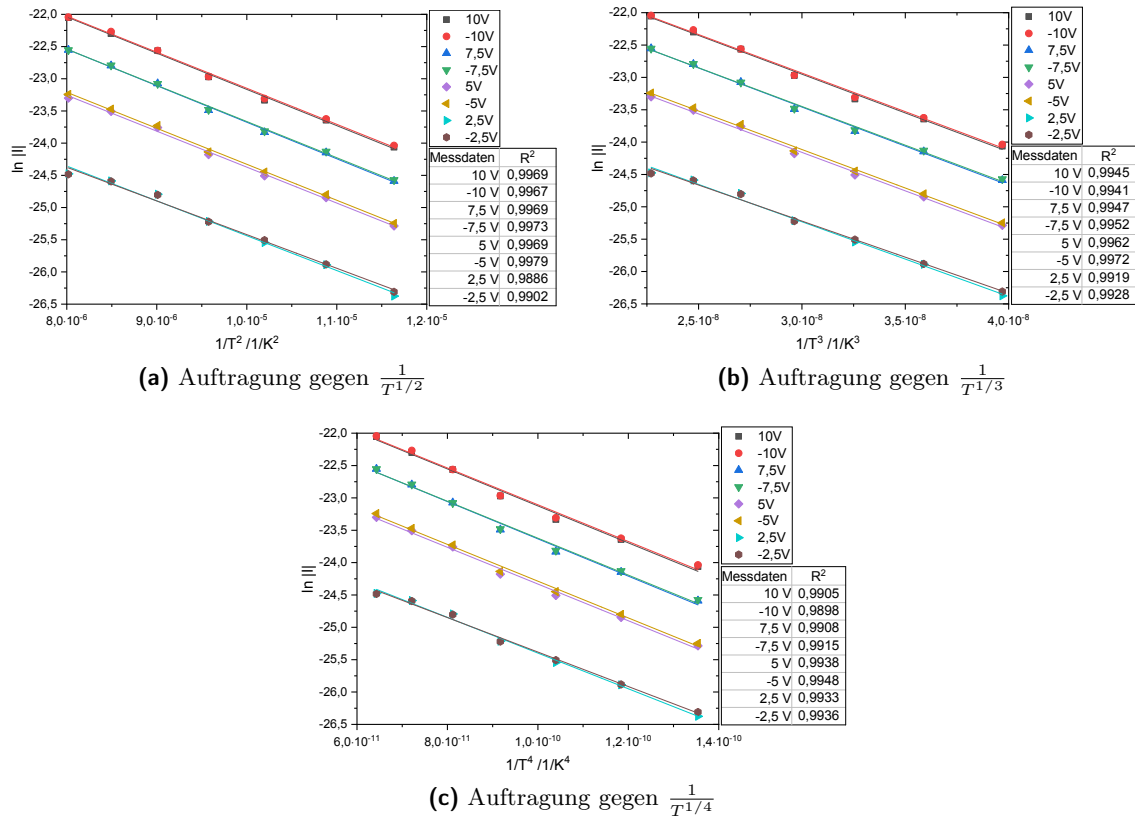 -22,0
-22,5
-23,0
-23,5
-24,0
-24,5
-25,0
-25,5
-26,0
-26,5
ln |I|
8,0·10⁻⁶ 9,0·10⁻⁶ 1,0·10⁻⁵ 1,1·10⁻⁵ 1,2·10⁻⁵
1/T² /1/K²
10V
-10V
7,5V
-7,5V
5V
-5V
2,5V
-2,5V
Messdaten R²
10 V 0,9969
-10 V 0,9967
7,5 V 0,9969
-7,5 V 0,9973
5 V 0,9969
-5 V 0,9979
2,5 V 0,9886
-2,5 V 0,9902
(a) Auftragung gegen 1/T^{1/2}
-22,0
-22,5
-23,0
-23,5
-24,0
-24,5
-25,0
-25,5
-26,0
-26,5
ln |I|
2,5·10⁻⁸ 3,0·10⁻⁸ 3,5·10⁻⁸ 4,0·10⁻⁸
1/T³ /1/K³
10V
-10V
7,5V
-7,5V
5V
-5V
2,5V
-2,5V
Messdaten R²
10 V 0,9945
-10 V 0,9941
7,5 V 0,9947
-7,5 V 0,9952
5 V 0,9962
-5 V 0,9972
2,5 V 0,9919
-2,5 V 0,9928
(b) Auftragung gegen 1/T^{1/3}
-22,0
-22,5
-23,0
-23,5
-24,0
-24,5
-25,0
-25,5
-26,0
-26,5
ln |I|
6,0·10⁻¹¹ 8,0·10⁻¹¹ 1,0·10⁻¹⁰ 1,2·10⁻¹⁰ 1,4·10⁻¹⁰
1/T⁴ /1/K⁴
10V
-10V
7,5V
-7,5V
5V
-5V
2,5V
-2,5V
Messdaten R²
10 V 0,9905
-10 V 0,9898
7,5 V 0,9908
-7,5 V 0,9915
5 V 0,9938
-5 V 0,9948
2,5 V 0,9933
-2,5 V 0,9936
(c) Auftragung gegen 1/T^{1/4}